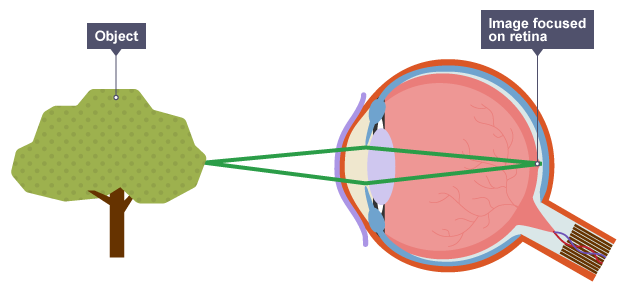 Object
Image focused
on retina